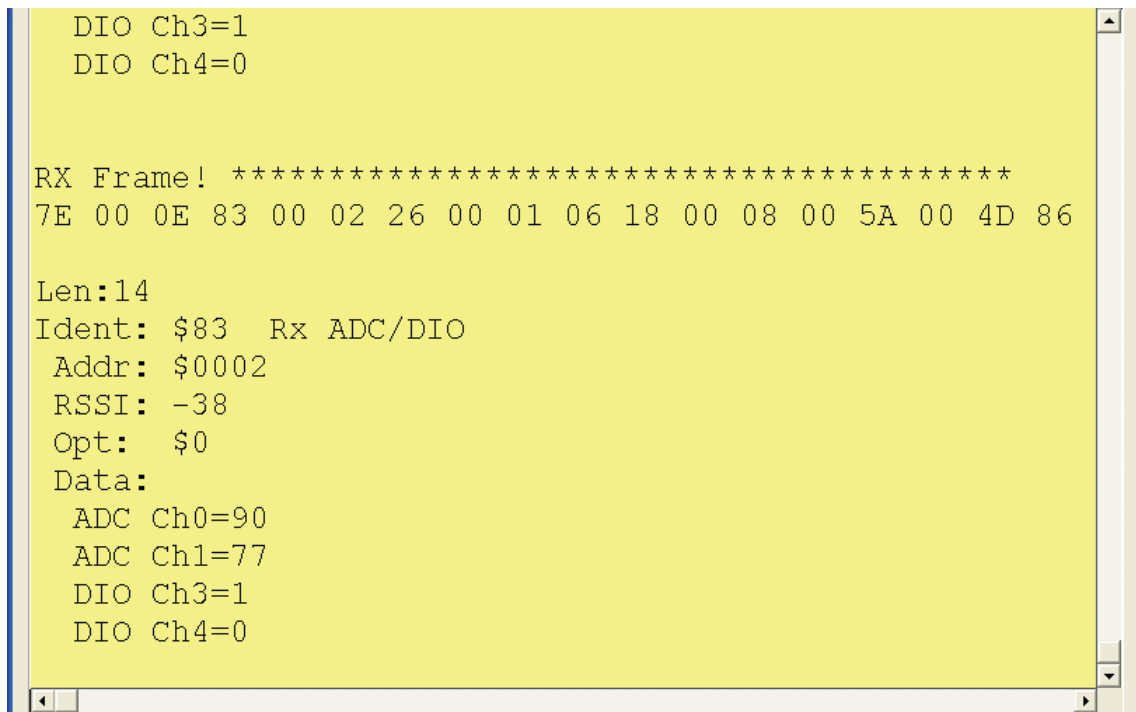 DIO Ch3=1
DIO Ch4=0
RX Frame! ****************************************
7E 00 0E 83 00 02 26 00 01 06 18 00 08 00 5A 00 4D 86
Len:14
Ident: $83  Rx ADC/DIO
Addr: $0002
RSSI: -38
Opt:  $0
Data:
ADC Ch0=90
ADC Ch1=77
DIO Ch3=1
DIO Ch4=0